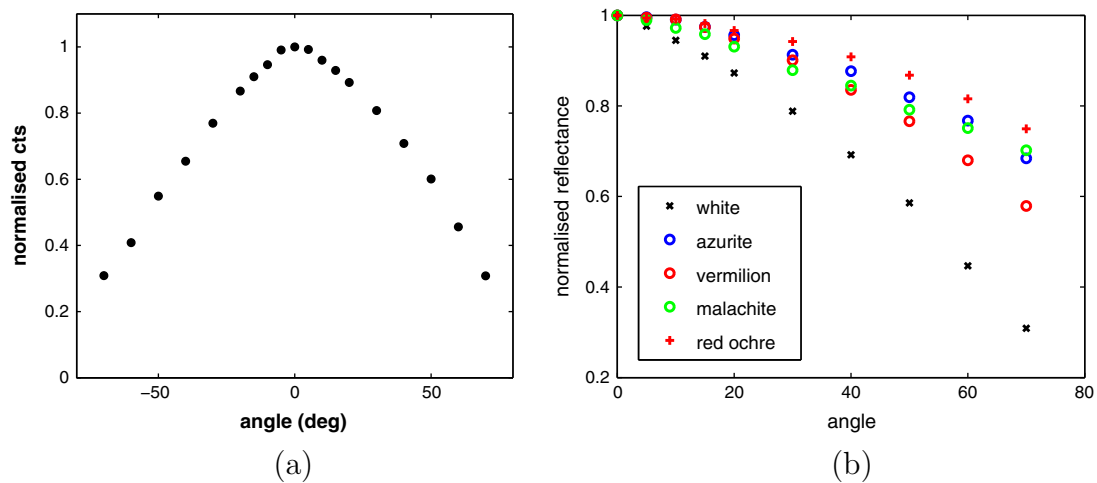 1
0.8
0.6
0.4
0.2
0
normalised cts
−50
0
50
angle (deg)
(a)
1
0.8
0.6
0.4
0.2
normalised reflectance
white
azurite
vermilion
malachite
red ochre
0
20
40
60
80
angle
(b)